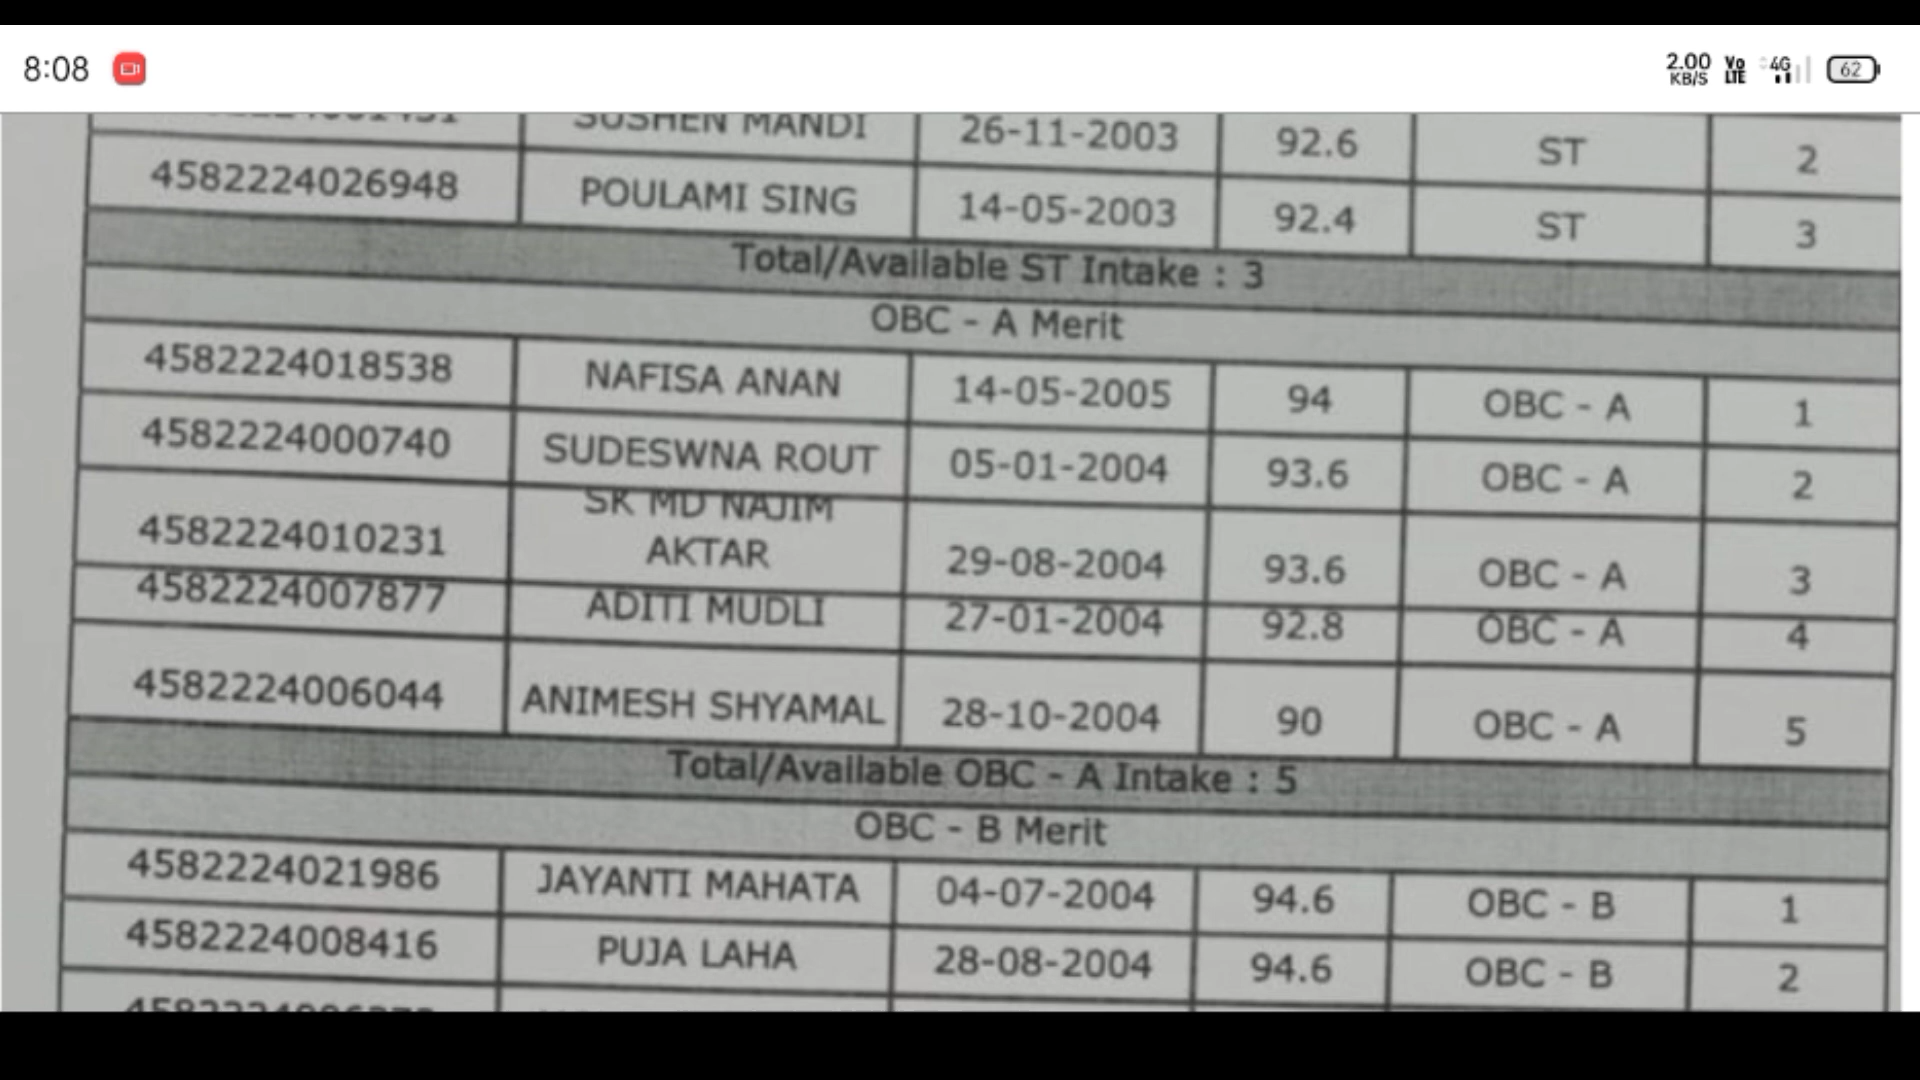 8:08 2.00 KB/S Vo LTE 4G 62
SUSHEN MANDI 26-11-2003 92.6 ST 2
4582224026948 POULAMI SING 14-05-2003 92.4 ST 3
Total/Available ST Intake : 3
OBC - A Merit
4582224018538 NAFISA ANAN 14-05-2005 94 OBC - A 1
4582224000740 SUDESWNA ROUT 05-01-2004 93.6 OBC - A 2
SK MD NAJIM
4582224010231 AKTAR 29-08-2004 93.6 OBC - A 3
4582224007877 ADITI MUDLI 27-01-2004 92.8 OBC - A 4
4582224006044 ANIMESH SHYAMAL 28-10-2004 90 OBC - A 5
Total/Available OBC - A Intake : 5
OBC - B Merit
4582224021986 JAYANTI MAHATA 04-07-2004 94.6 OBC - B 1
4582224008416 PUJA LAHA 28-08-2004 94.6 OBC - B 2